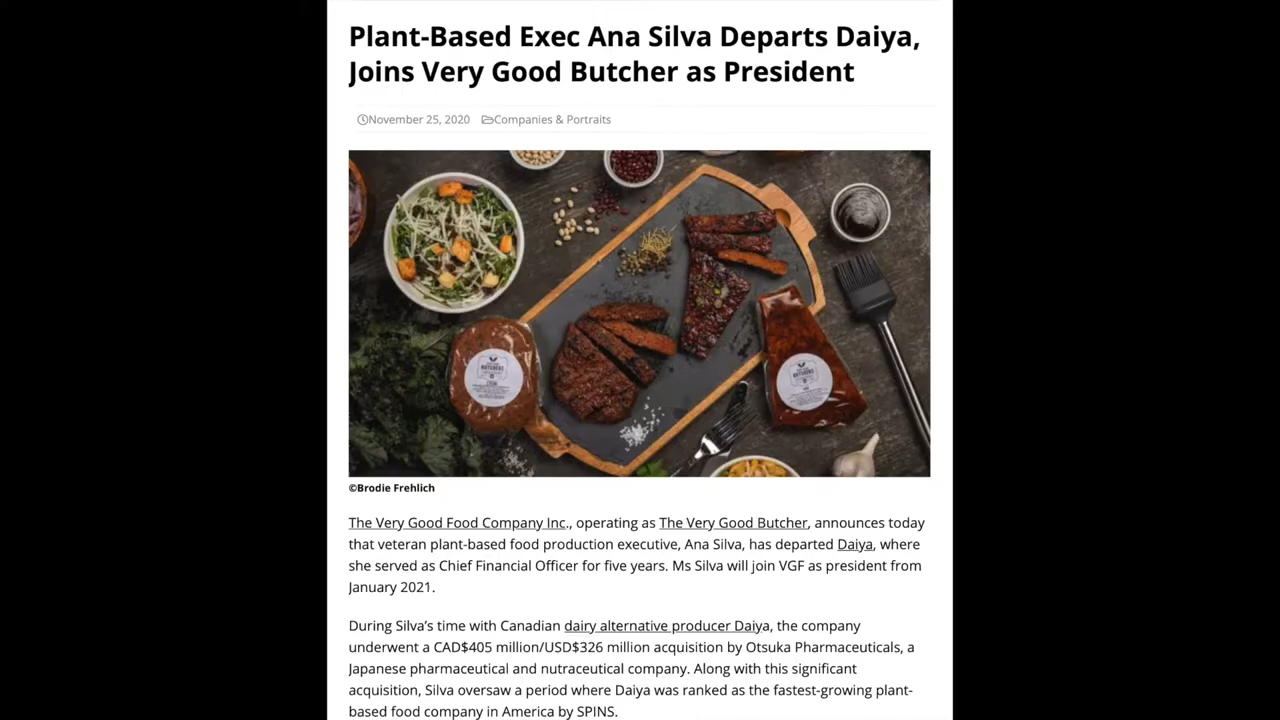 Plant-Based Exec Ana Silva Departs Daiya,
Joins Very Good Butcher as President
November 25, 2020 Companies & Portraits
BUTCHERS
BUTCHERS
©Brodie Frehlich
The Very Good Food Company Inc., operating as The Very Good Butcher, announces today
that veteran plant-based food production executive, Ana Silva, has departed Daiya, where
she served as Chief Financial Officer for five years. Ms Silva will join VGF as president from
January 2021.
During Silva’s time with Canadian dairy alternative producer Daiya, the company
underwent a CAD$405 million/USD$326 million acquisition by Otsuka Pharmaceuticals, a
Japanese pharmaceutical and nutraceutical company. Along with this significant
acquisition, Silva oversaw a period where Daiya was ranked as the fastest-growing plant-
based food company in America by SPINS.